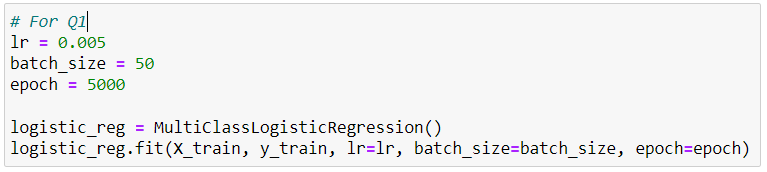 # For Q1
lr = 0.005
batch_size = 50
epoch = 5000
logistic_reg = MultiClassLogisticRegression()
logistic_reg.fit(X_train, y_train, lr=lr, batch_size=batch_size, epoch=epoch)